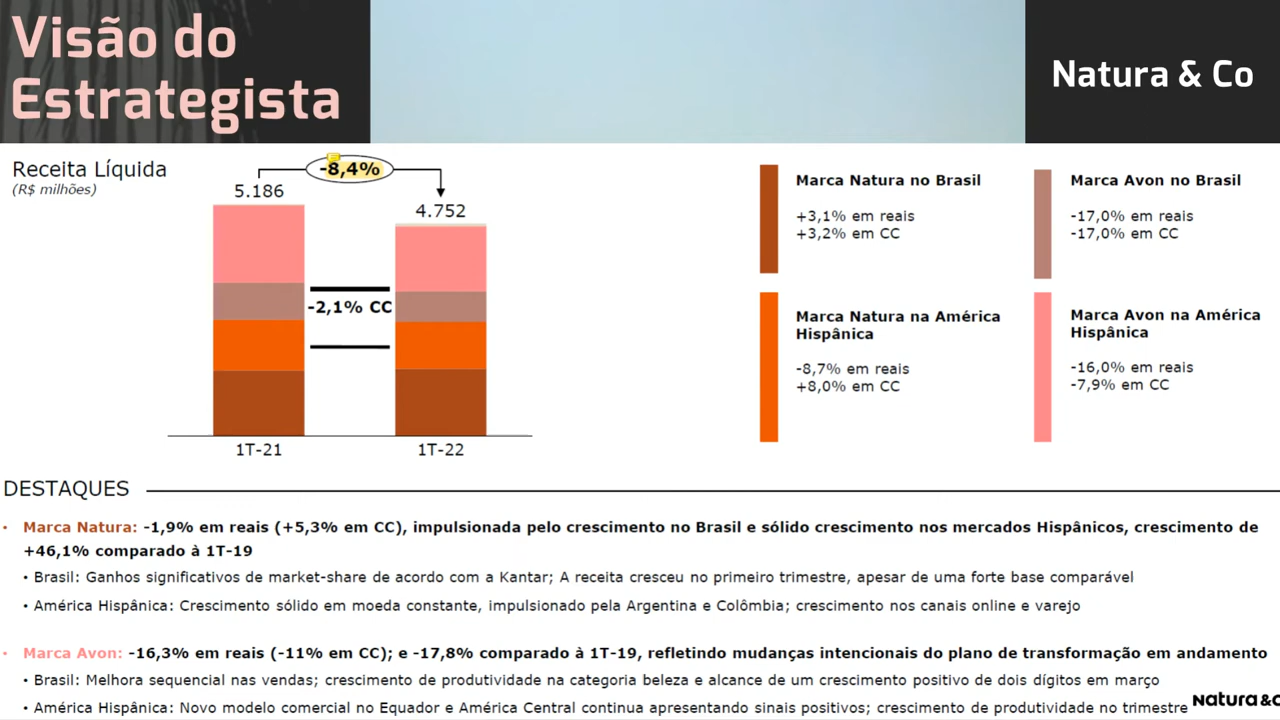 Visão do
Estrategista
Natura & Co
Receita Líquida
(R$ milhões)
-8,4%
5.186
4.752
-2,1% CC
1T-21
1T-22
Marca Natura no Brasil
+3,1% em reais
+3,2% em CC
Marca Avon no Brasil
-17,0% em reais
-17,0% em CC
Marca Natura na América
Hispânica
-8,7% em reais
+8,0% em CC
Marca Avon na América
Hispânica
-16,0% em reais
-7,9% em CC
DESTAQUES
• Marca Natura: -1,9% em reais (+5,3% em CC), impulsionada pelo crescimento no Brasil e sólido crescimento nos mercados Hispânicos, crescimento de
+46,1% comparado à 1T-19
• Brasil: Ganhos significativos de market-share de acordo com a Kantar; A receita cresceu no primeiro trimestre, apesar de uma forte base comparável
• América Hispânica: Crescimento sólido em moeda constante, impulsionado pela Argentina e Colômbia; crescimento nos canais online e varejo
• Marca Avon: -16,3% em reais (-11% em CC); e -17,8% comparado à 1T-19, refletindo mudanças intencionais do plano de transformação em andamento
• Brasil: Melhora sequencial nas vendas; crescimento de produtividade na categoria beleza e alcance de um crescimento positivo de dois dígitos em março
• América Hispânica: Novo modelo comercial no Equador e América Central continua apresentando sinais positivos; crescimento de produtividade no trimestre
natura&c